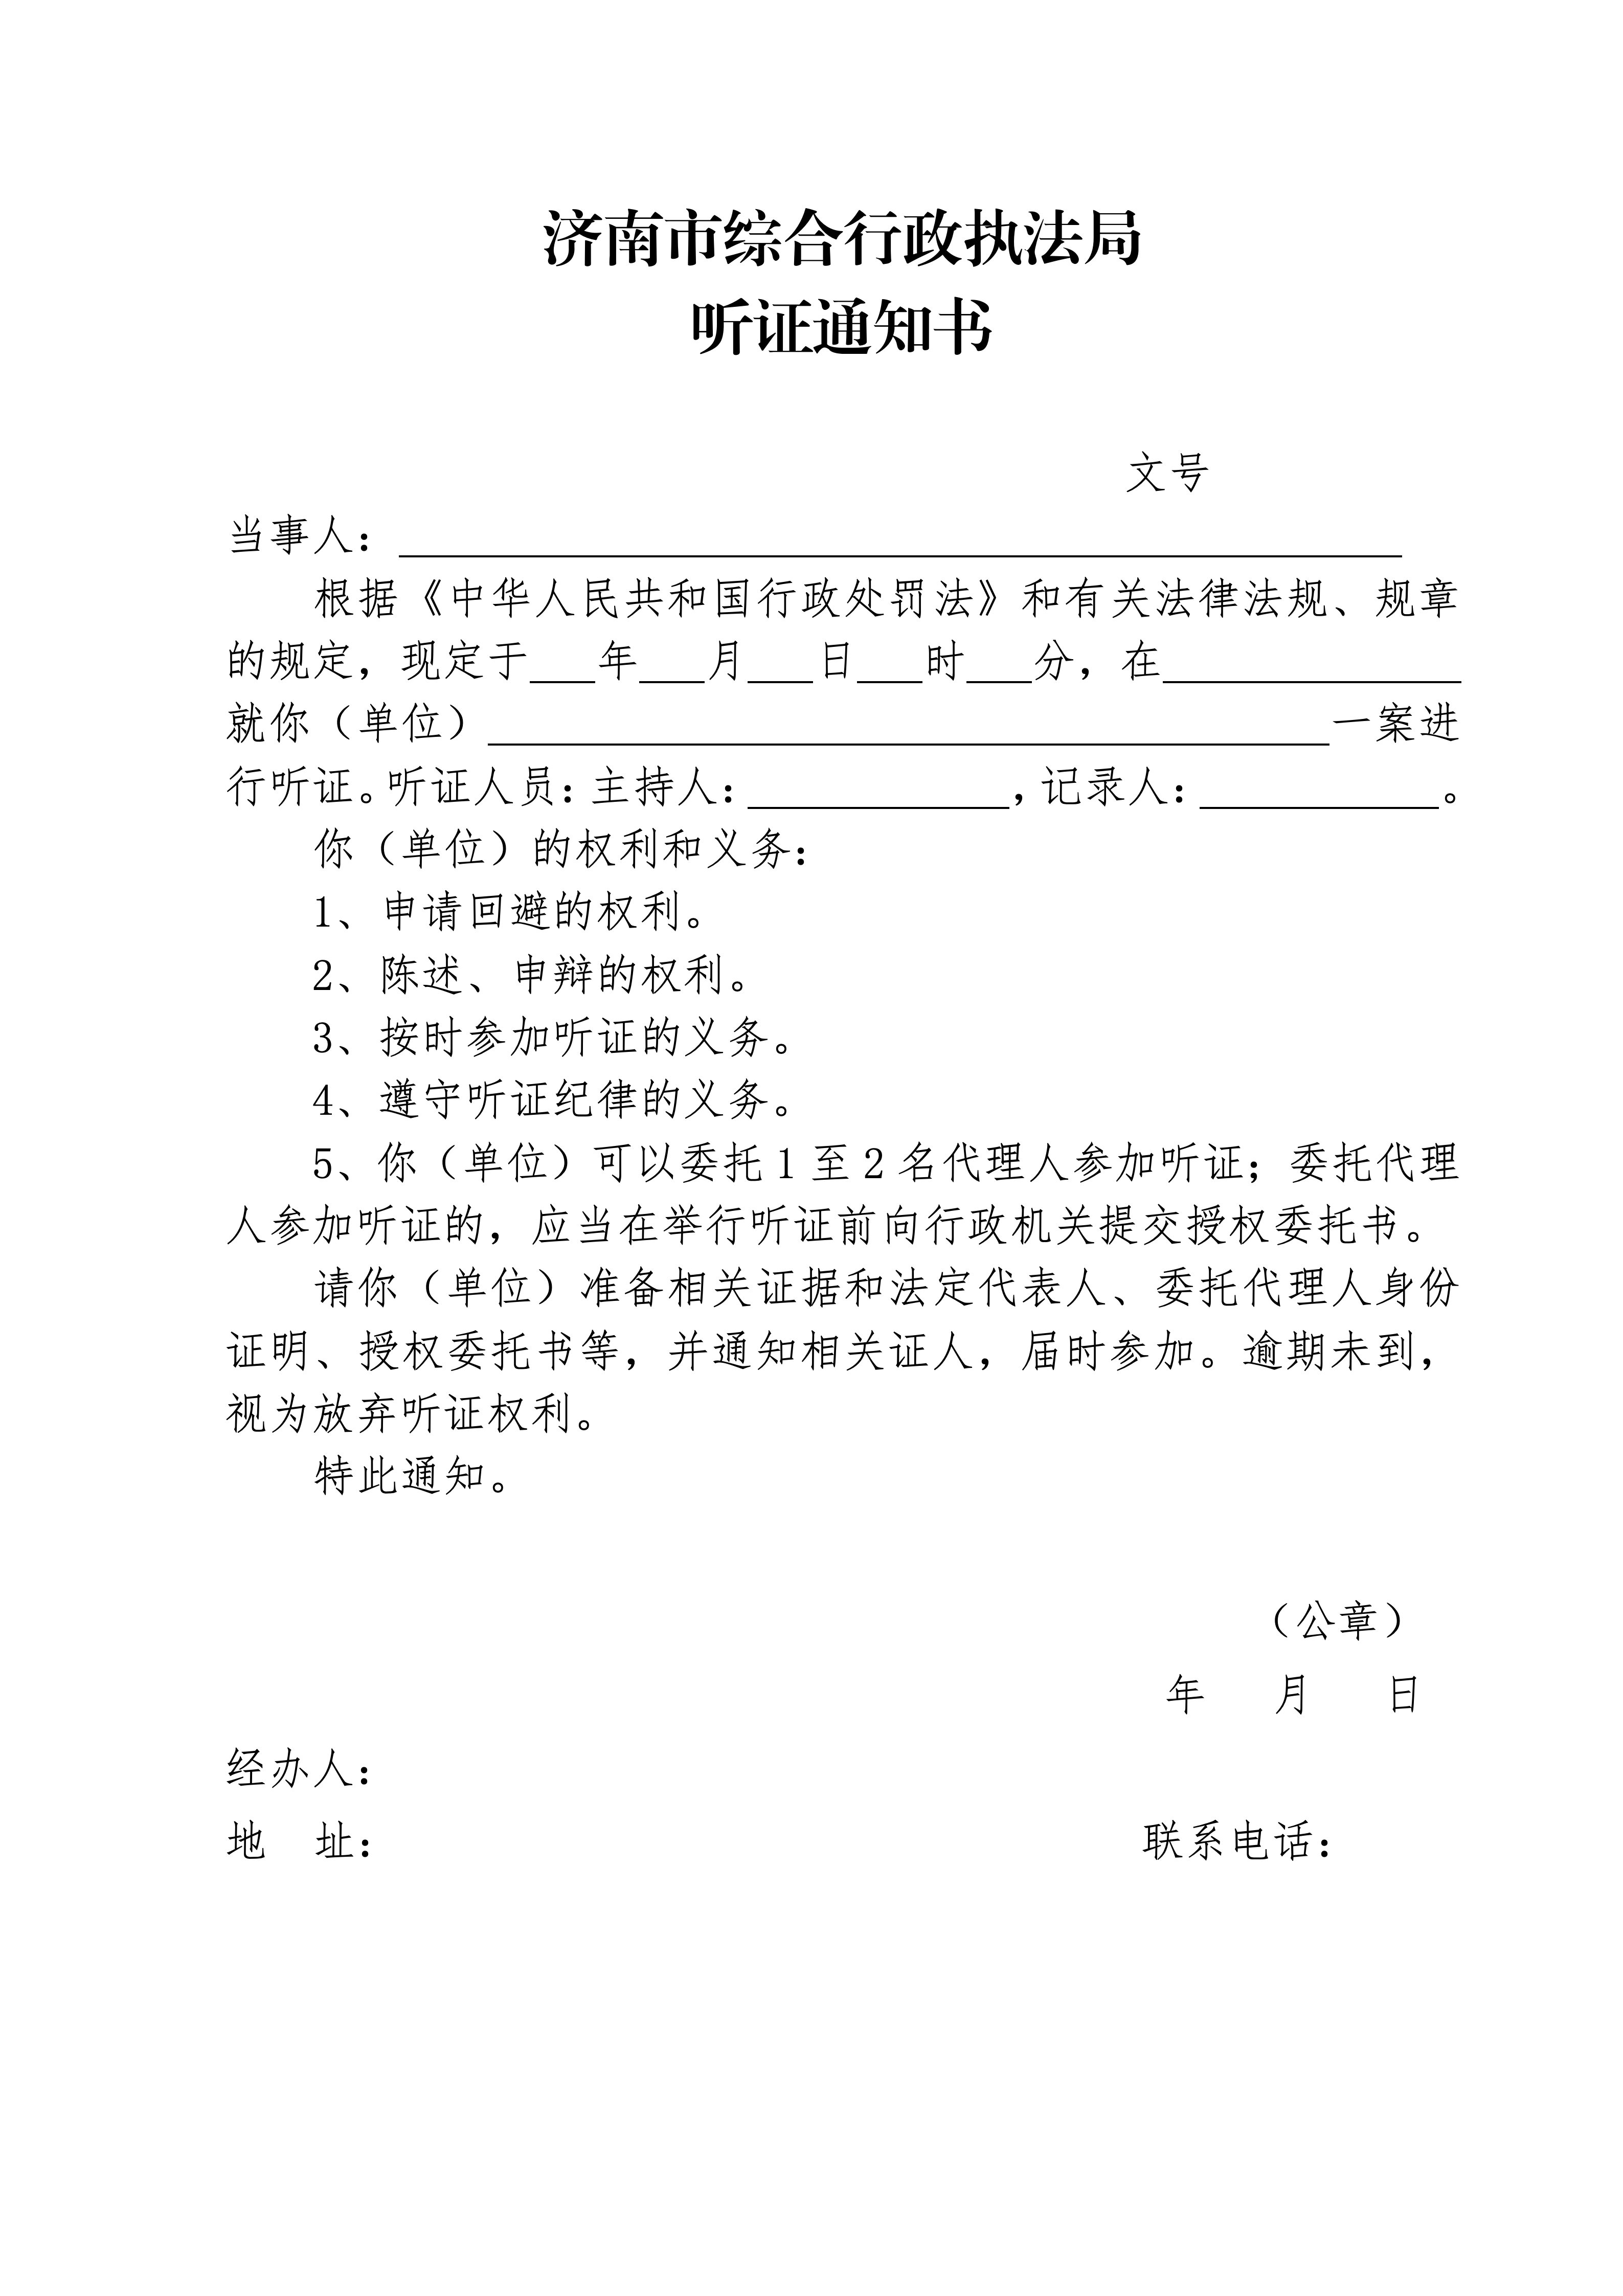 济南市综合行政执法局
听证通知书
文号
当事人：
根据《中华人民共和国行政处罚法》和有关法律法规、规章
的规定，现定于___年___月___日___时___分，在______________
就你（单位）______________________________________一案进
行听证。听证人员：主持人：____________，记录人：___________。
你（单位）的权利和义务：
1、申请回避的权利。
2、陈述、申辩的权利。
3、按时参加听证的义务。
4、遵守听证纪律的义务。
5、你（单位）可以委托1至2名代理人参加听证；委托代理
人参加听证的，应当在举行听证前向行政机关提交授权委托书。
请你（单位）准备相关证据和法定代表人、委托代理人身份
证明、授权委托书等，并通知相关证人，届时参加。逾期未到，
视为放弃听证权利。
特此通知。
（公章）
年 月 日
经办人：
地 址： 联系电话：